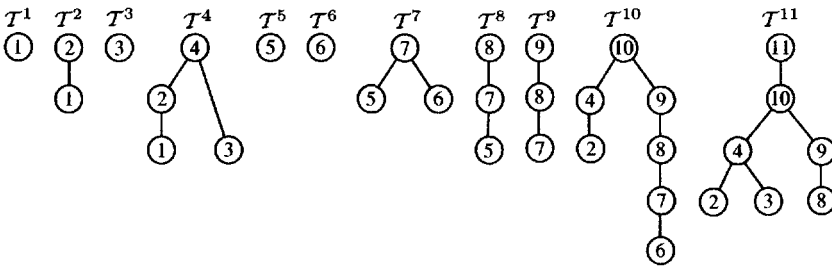 𝒯¹ 𝒯² 𝒯³ 𝒯⁴ 𝒯⁵ 𝒯⁶ 𝒯⁷ 𝒯⁸ 𝒯⁹ 𝒯¹⁰ 𝒯¹¹
1 2 3 4 5 6 7 8 9 10 11
1 2 5 6 7 8 4 9 10
1 3 5 7 2 8 4 9
7 2 3 8
6